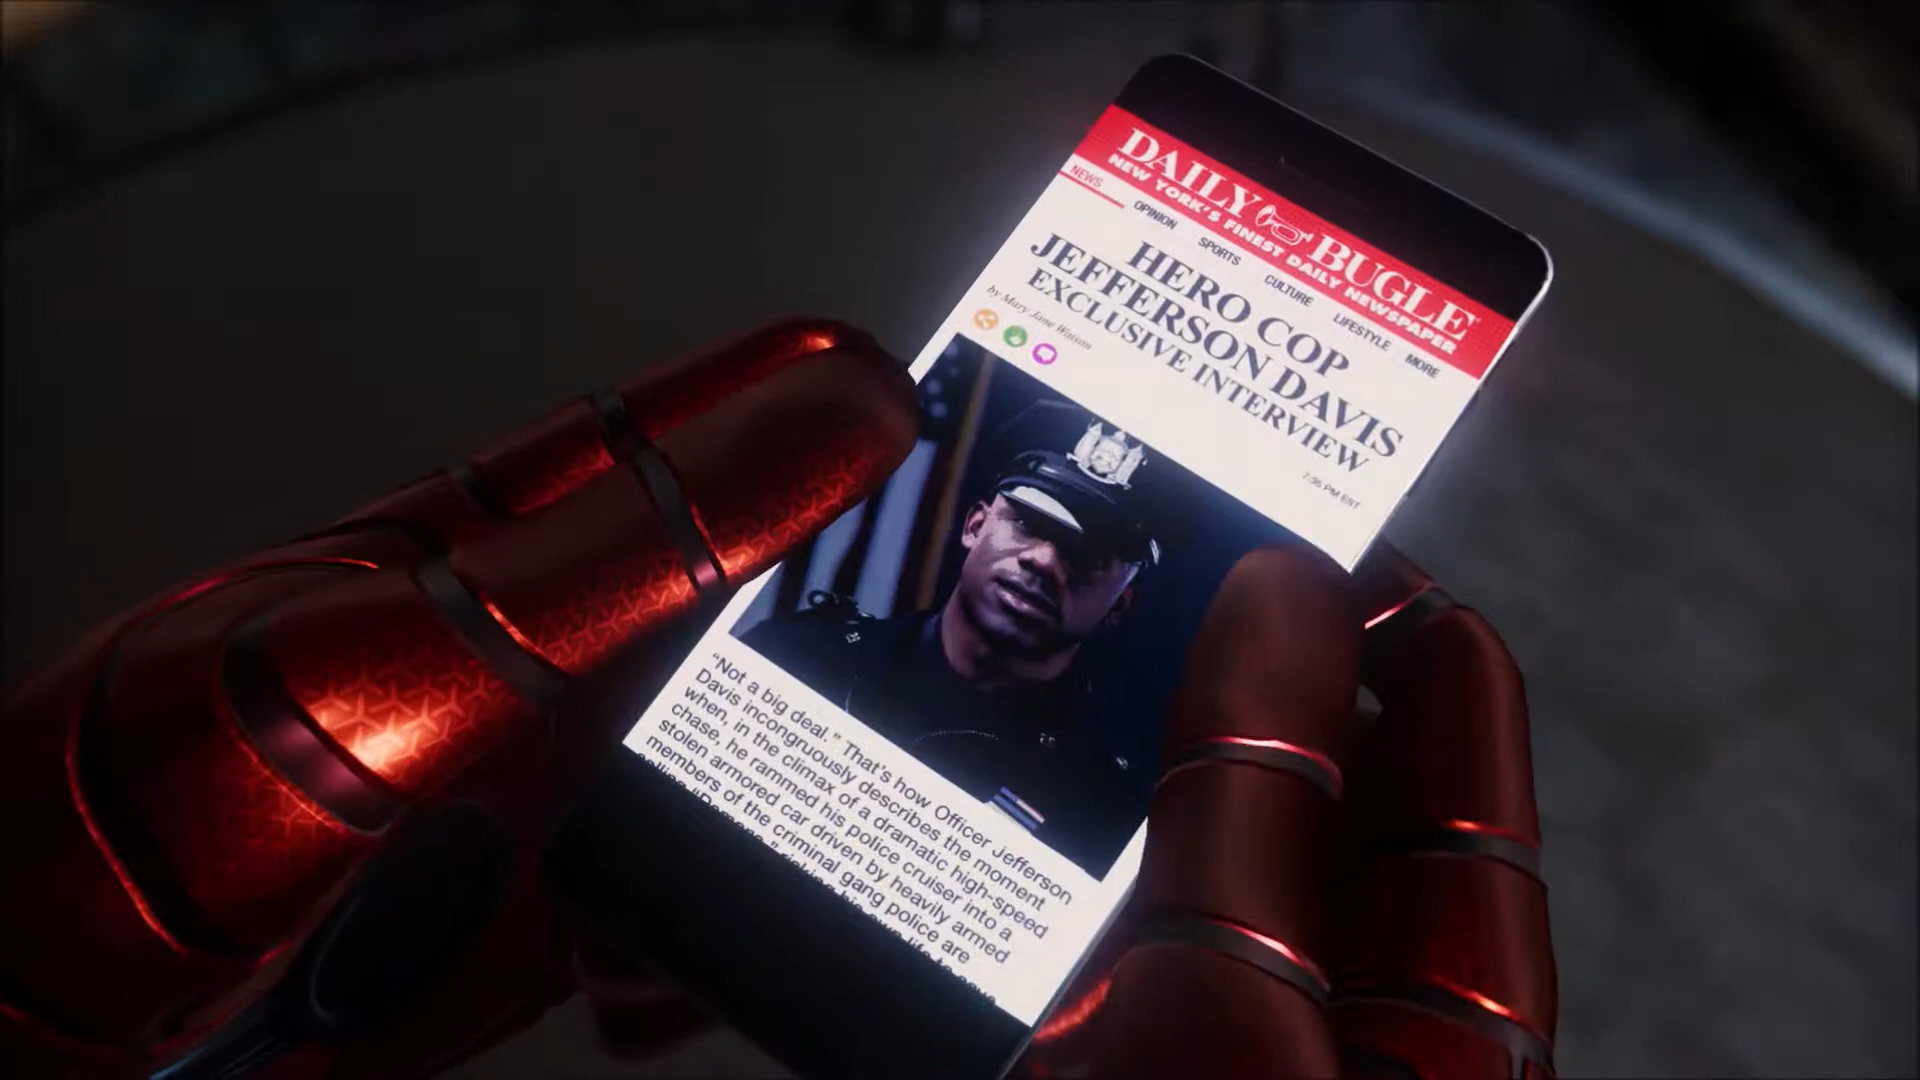 DAILY BUGLE
NEW YORK'S FINEST DAILY NEWSPAPER
NEWS OPINION SPORTS CULTURE LIFESTYLE MORE
HERO COP
JEFFERSON DAVIS
EXCLUSIVE INTERVIEW
by Mary Jane Watson
7:35 PM EST
“Not a big deal.” That’s how Officer Jefferson
Davis incongruously describes the moment
when, in the climax of a dramatic high-speed
chase, he rammed his police cruiser into a
stolen armored car driven by heavily armed
members of the criminal gang police are